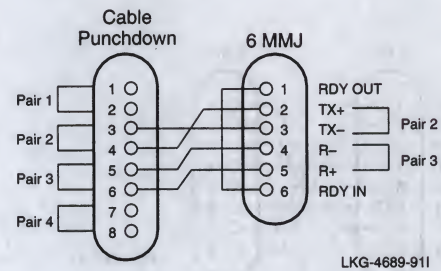 Cable
Punchdown
6 MMJ
Pair 1
Pair 2
Pair 3
Pair 4
1
2
3
4
5
6
7
8
1 RDY OUT
2 TX+
3 TX–
4 R–
5 R+
6 RDY IN
Pair 2
Pair 3
LKG-4689-91I